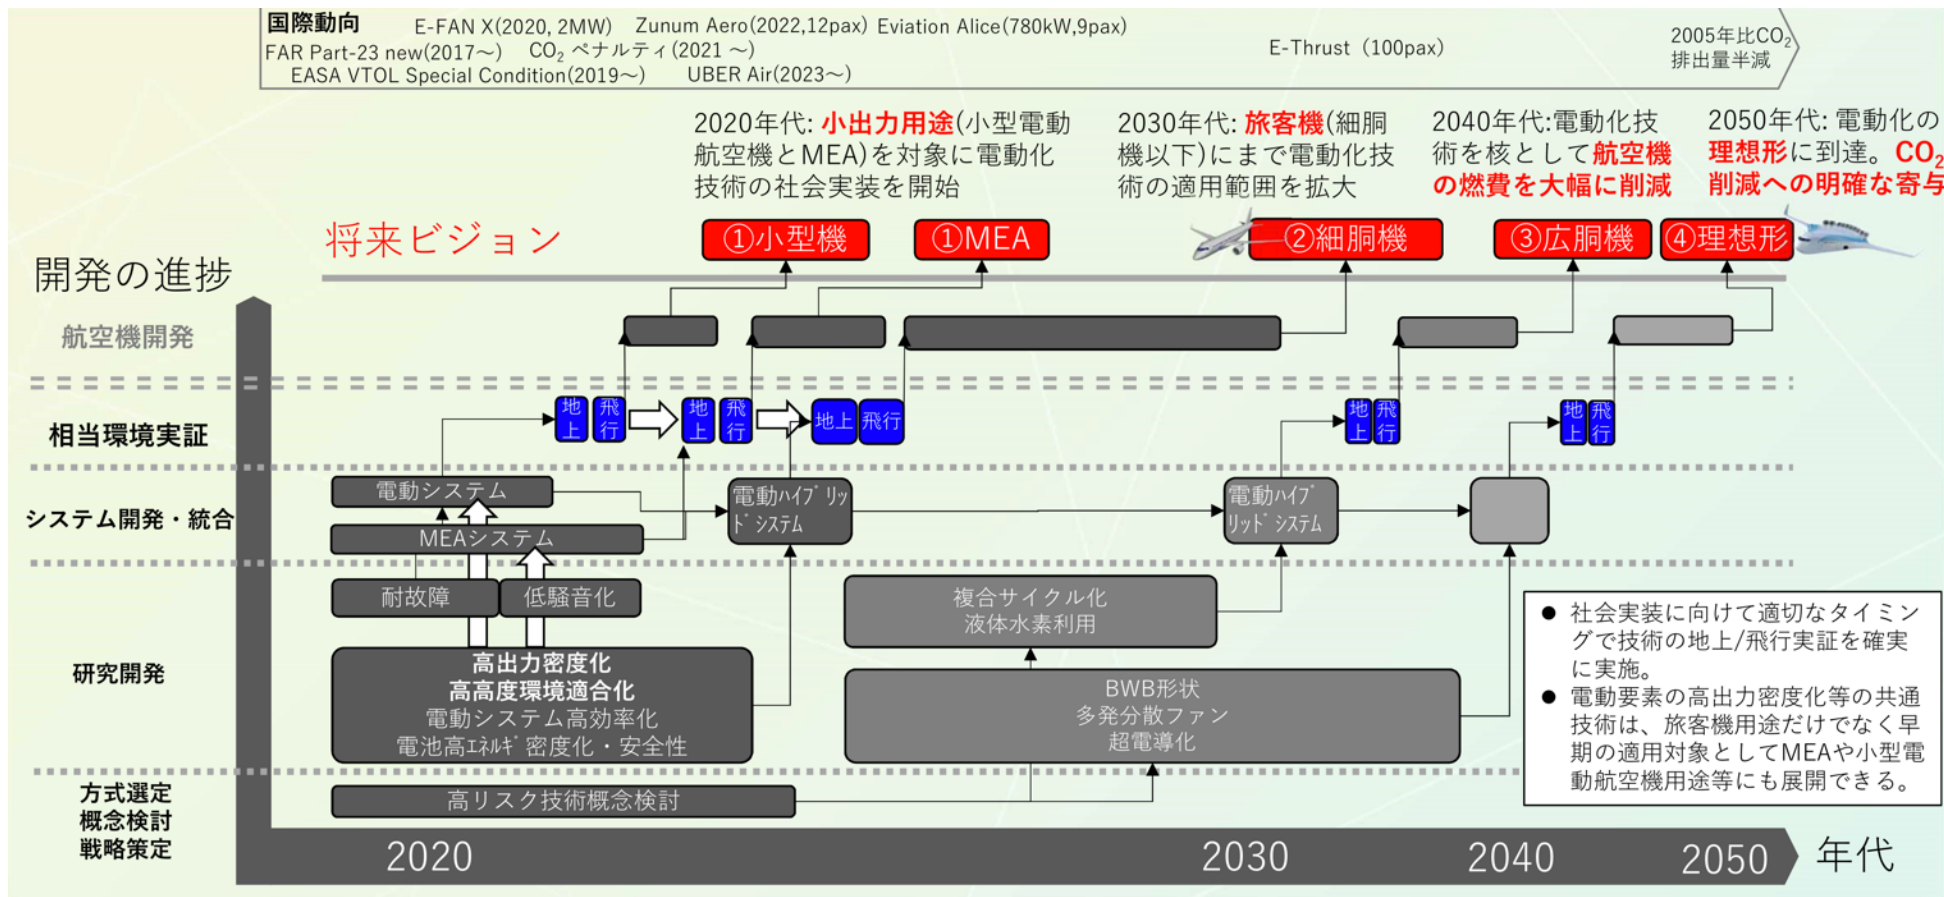 国際動向
E-FAN X(2020, 2MW)
Zunum Aero(2022,12pax)
Eviation Alice(780kW,9pax)
FAR Part-23 new(2017～)
CO₂ ペナルティ(2021 ～)
EASA VTOL Special Condition(2019～)
UBER Air(2023～)
E-Thrust（100pax）
2005年比CO₂
排出量半減
2020年代: 小出力用途(小型電動
航空機とMEA)を対象に電動化
技術の社会実装を開始
2030年代: 旅客機(細胴
機以下)にまで電動化技
術の適用範囲を拡大
2040年代:電動化技
術を核として航空機
の燃費を大幅に削減
2050年代: 電動化の
理想形に到達。CO₂
削減への明確な寄与
将来ビジョン
①小型機
①MEA
②細胴機
③広胴機
④理想形
開発の進捗
航空機開発
相当環境実証
地
上
飛
行
地
上
飛
行
地上
飛行
地
上
飛
行
地
上
飛
行
システム開発・統合
電動システム
MEAシステム
電動ﾊｲﾌﾞﾘｯ
ﾄﾞｼｽﾃﾑ
電動ﾊｲﾌﾞ
ﾘｯﾄﾞｼｽﾃﾑ
研究開発
耐故障
低騒音化
高出力密度化
高高度環境適合化
電動システム高効率化
電池高ｴﾈﾙｷﾞ密度化・安全性
複合サイクル化
液体水素利用
BWB形状
多発分散ファン
超電導化
● 社会実装に向けて適切なタイミン
グで技術の地上/飛行実証を確実
に実施。
● 電動要素の高出力密度化等の共通
技術は、旅客機用途だけでなく早
期の適用対象としてMEAや小型電
動航空機用途等にも展開できる。
方式選定
概念検討
戦略策定
高リスク技術概念検討
2020
2030
2040
2050
年代